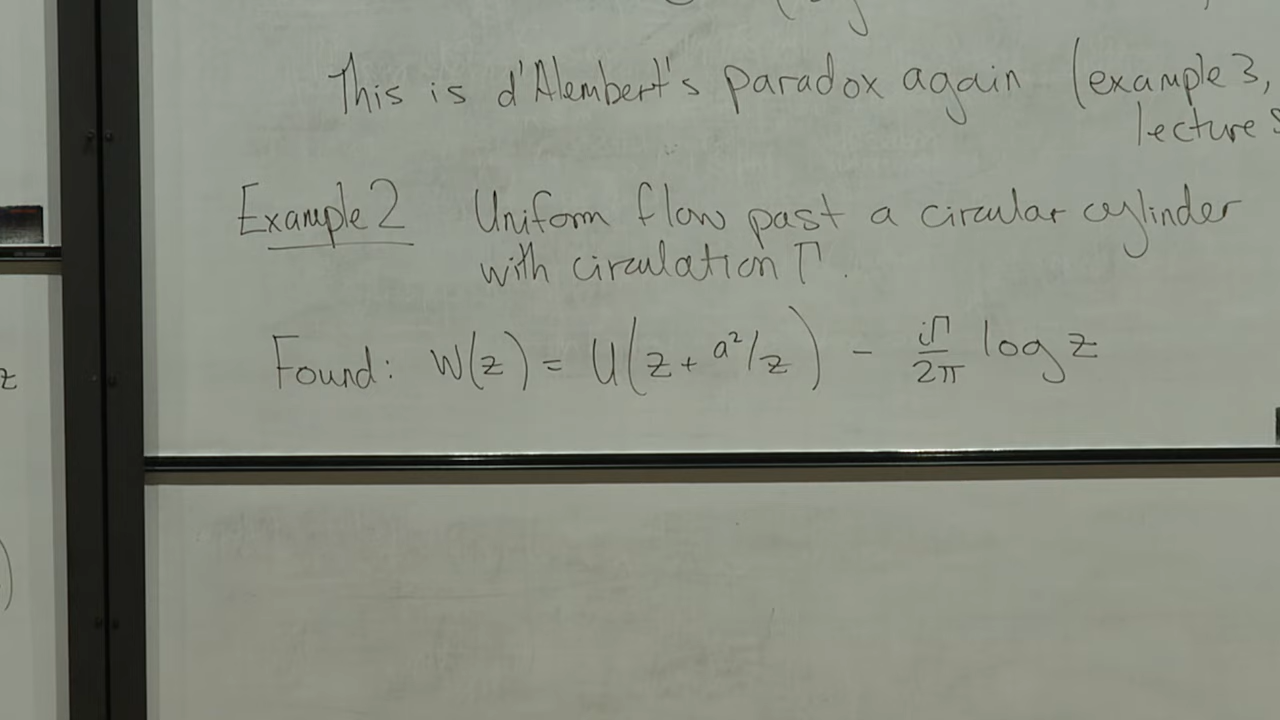 This is d'Alembert's paradox again (example 3,
lecture
Example 2 Uniform flow past a circular cylinder
with circulation Γ.
Found: W(z) = U(z + a²/z) - iΓ/2π log z
z
)